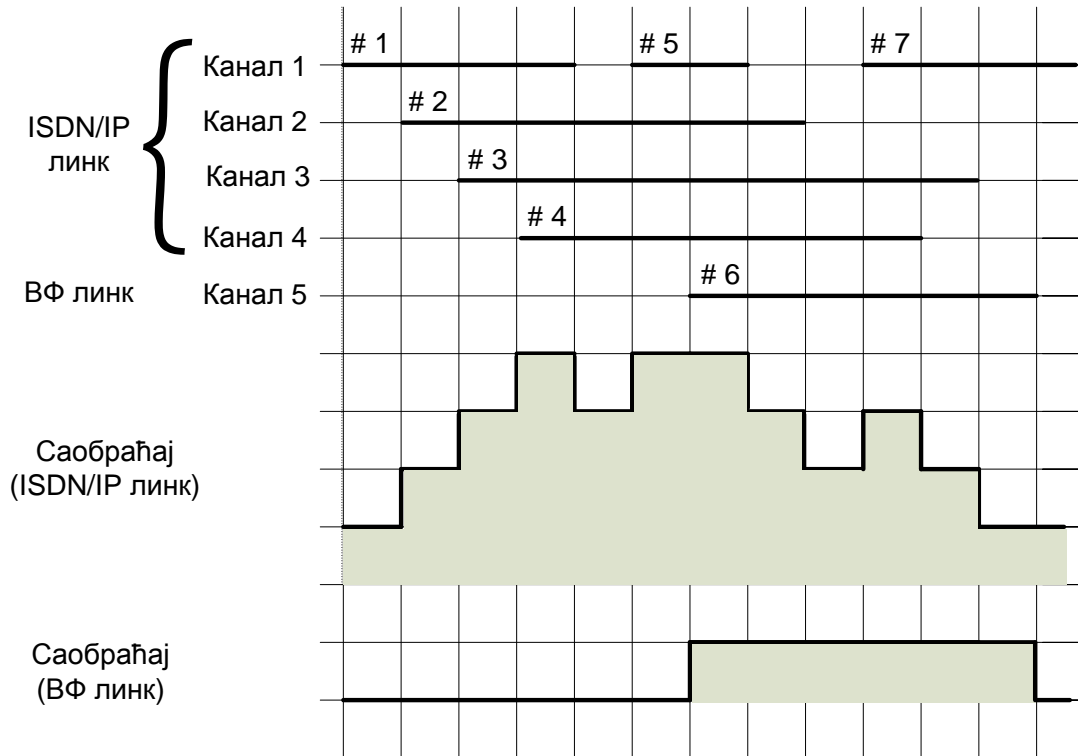 # 1
# 5
# 7
Канал 1
# 2
Канал 2
ISDN/IP
линк
# 3
Канал 3
# 4
Канал 4
# 6
ВФ линк
Канал 5
Саобраћај
(ISDN/IP линк)
Саобраћај
(ВФ линк)